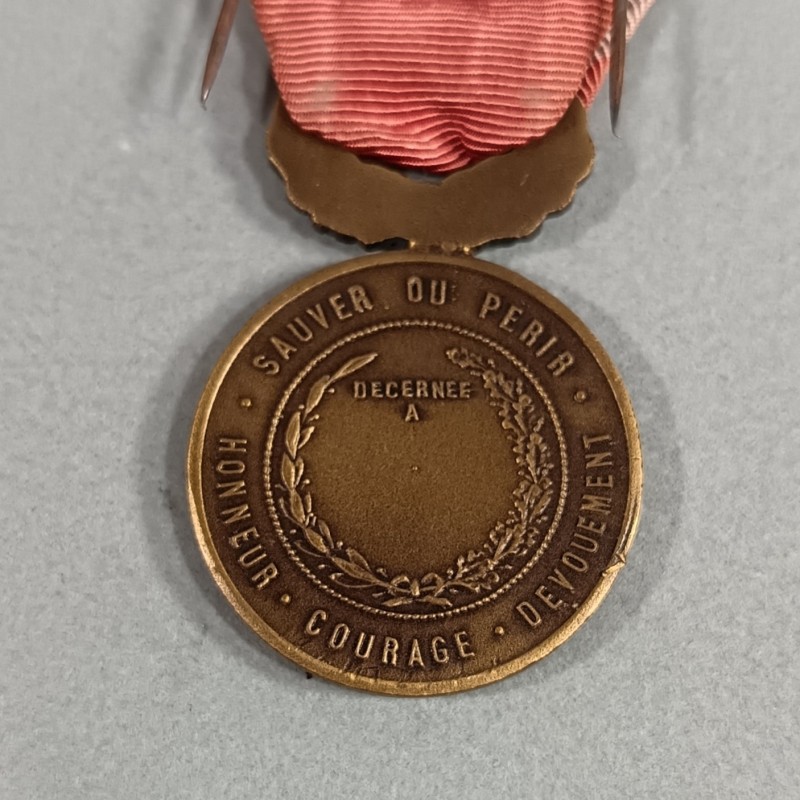 SAUVER OU PERIR
HONNEUR · COURAGE · DEVOUEMENT
DECERNEE
A